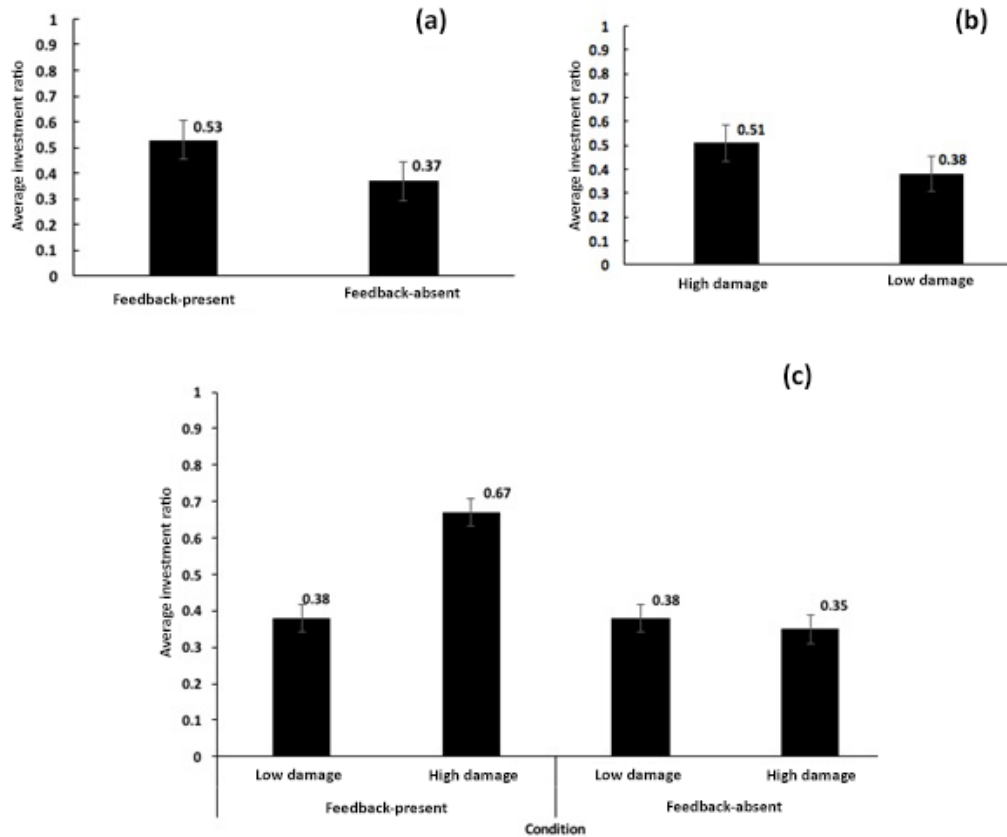 (a)
Average investment ratio
1
0.9
0.8
0.7
0.6
0.5
0.4
0.3
0.2
0.1
0
0.53
0.37
Feedback-present
Feedback-absent
(b)
Average investment ratio
1
0.9
0.8
0.7
0.6
0.5
0.4
0.3
0.2
0.1
0
0.51
0.38
High damage
Low damage
(c)
Average investment ratio
1
0.9
0.8
0.7
0.6
0.5
0.4
0.3
0.2
0.1
0
0.38
0.67
0.38
0.35
Low damage
High damage
Low damage
High damage
Feedback-present
Feedback-absent
Condition